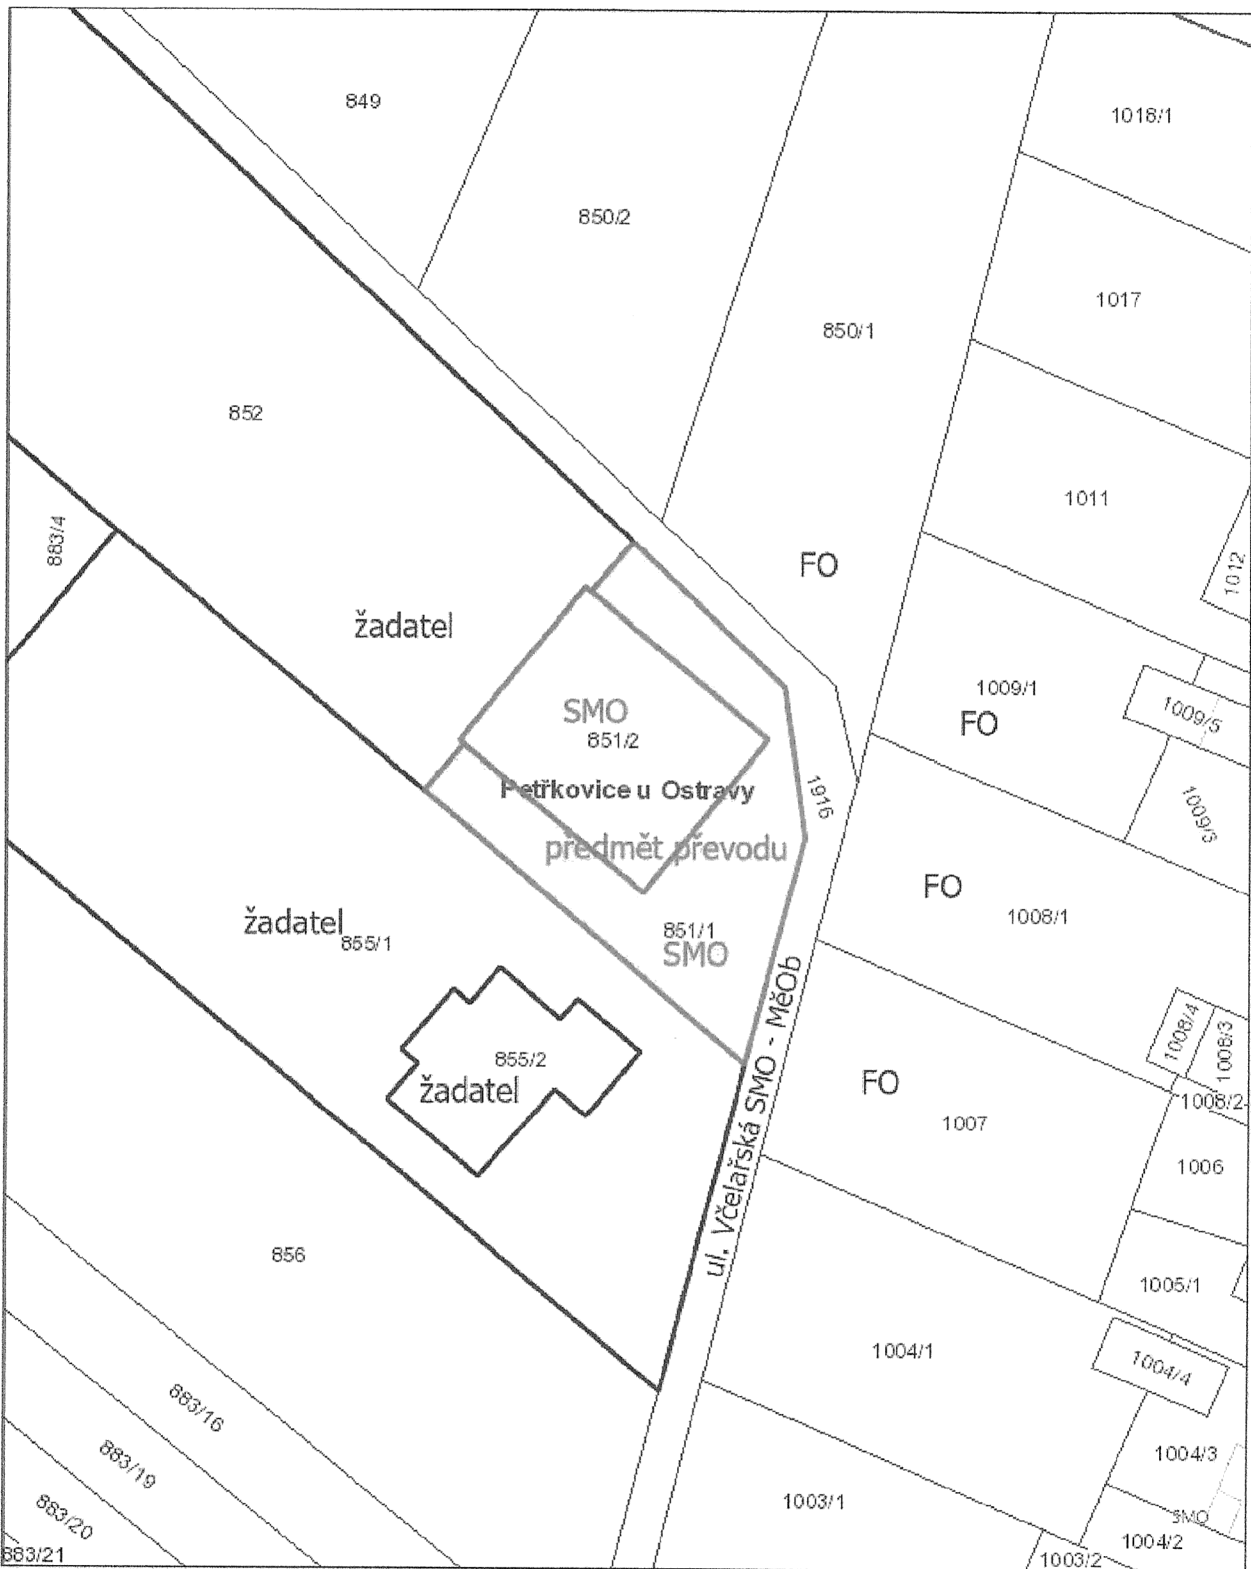 849
1018/1
850/2
1017
850/1
852
1011
883/4
FO
1012
žadatel
1009/1
FO
1009/5
SMO
851/2
Petřkovice u Ostravy
1916
1009/3
předmět převodu
FO
1008/1
žadatel
855/1
851/1
SMO
ul. Včelařská SMO - MěOb
1008/4
1008/3
855/2
žadatel
FO
1007
1008/2
1006
856
1005/1
1004/1
1004/4
883/16
883/19
1004/3
883/20
1003/1
SMO
1004/2
883/21
1003/2